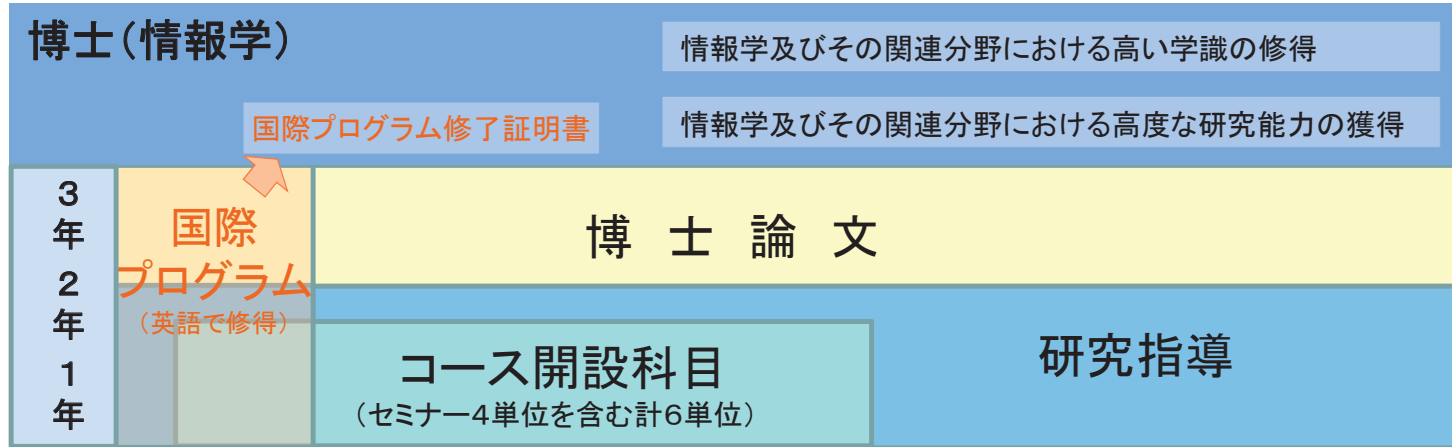 博士（情報学）
情報学及びその関連分野における高い学識の修得
国際プログラム修了証明書
情報学及びその関連分野における高度な研究能力の獲得
３年
２年
１年
国際
プログラム
（英語で修得）
博士論文
コース開設科目
（セミナー４単位を含む計６単位）
研究指導